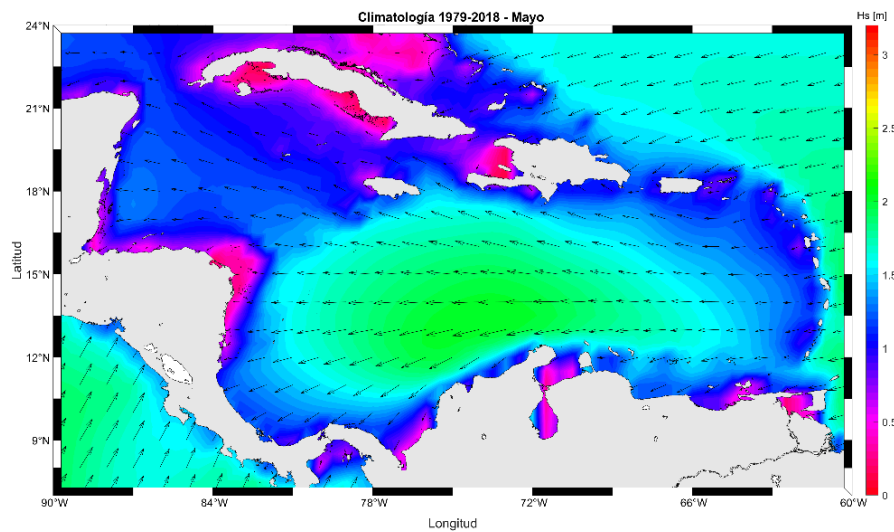 Climatología 1979-2018 - Mayo
Hs [m]
24°N
21°N
18°N
15°N
12°N
9°N
Latitud
90°W
84°W
78°W
72°W
66°W
60°W
Longitud
3
2.5
2
1.5
1
0.5
0